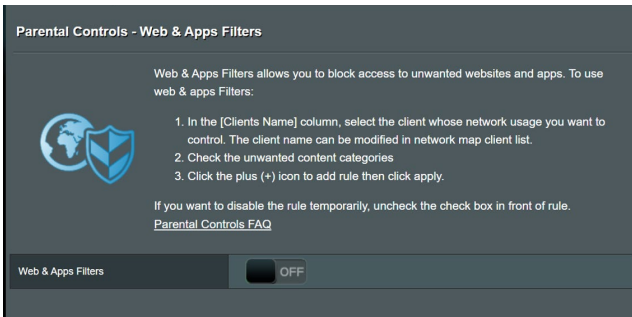 Parental Controls - Web & Apps Filters
Web & Apps Filters allows you to block access to unwanted websites and apps. To use
web & apps Filters:
1. In the [Clients Name] column, select the client whose network usage you want to
control. The client name can be modified in network map client list.
2. Check the unwanted content categories
3. Click the plus (+) icon to add rule then click apply.
If you want to disable the rule temporarily, uncheck the check box in front of rule.
Parental Controls FAQ
Web & Apps Filters
OFF